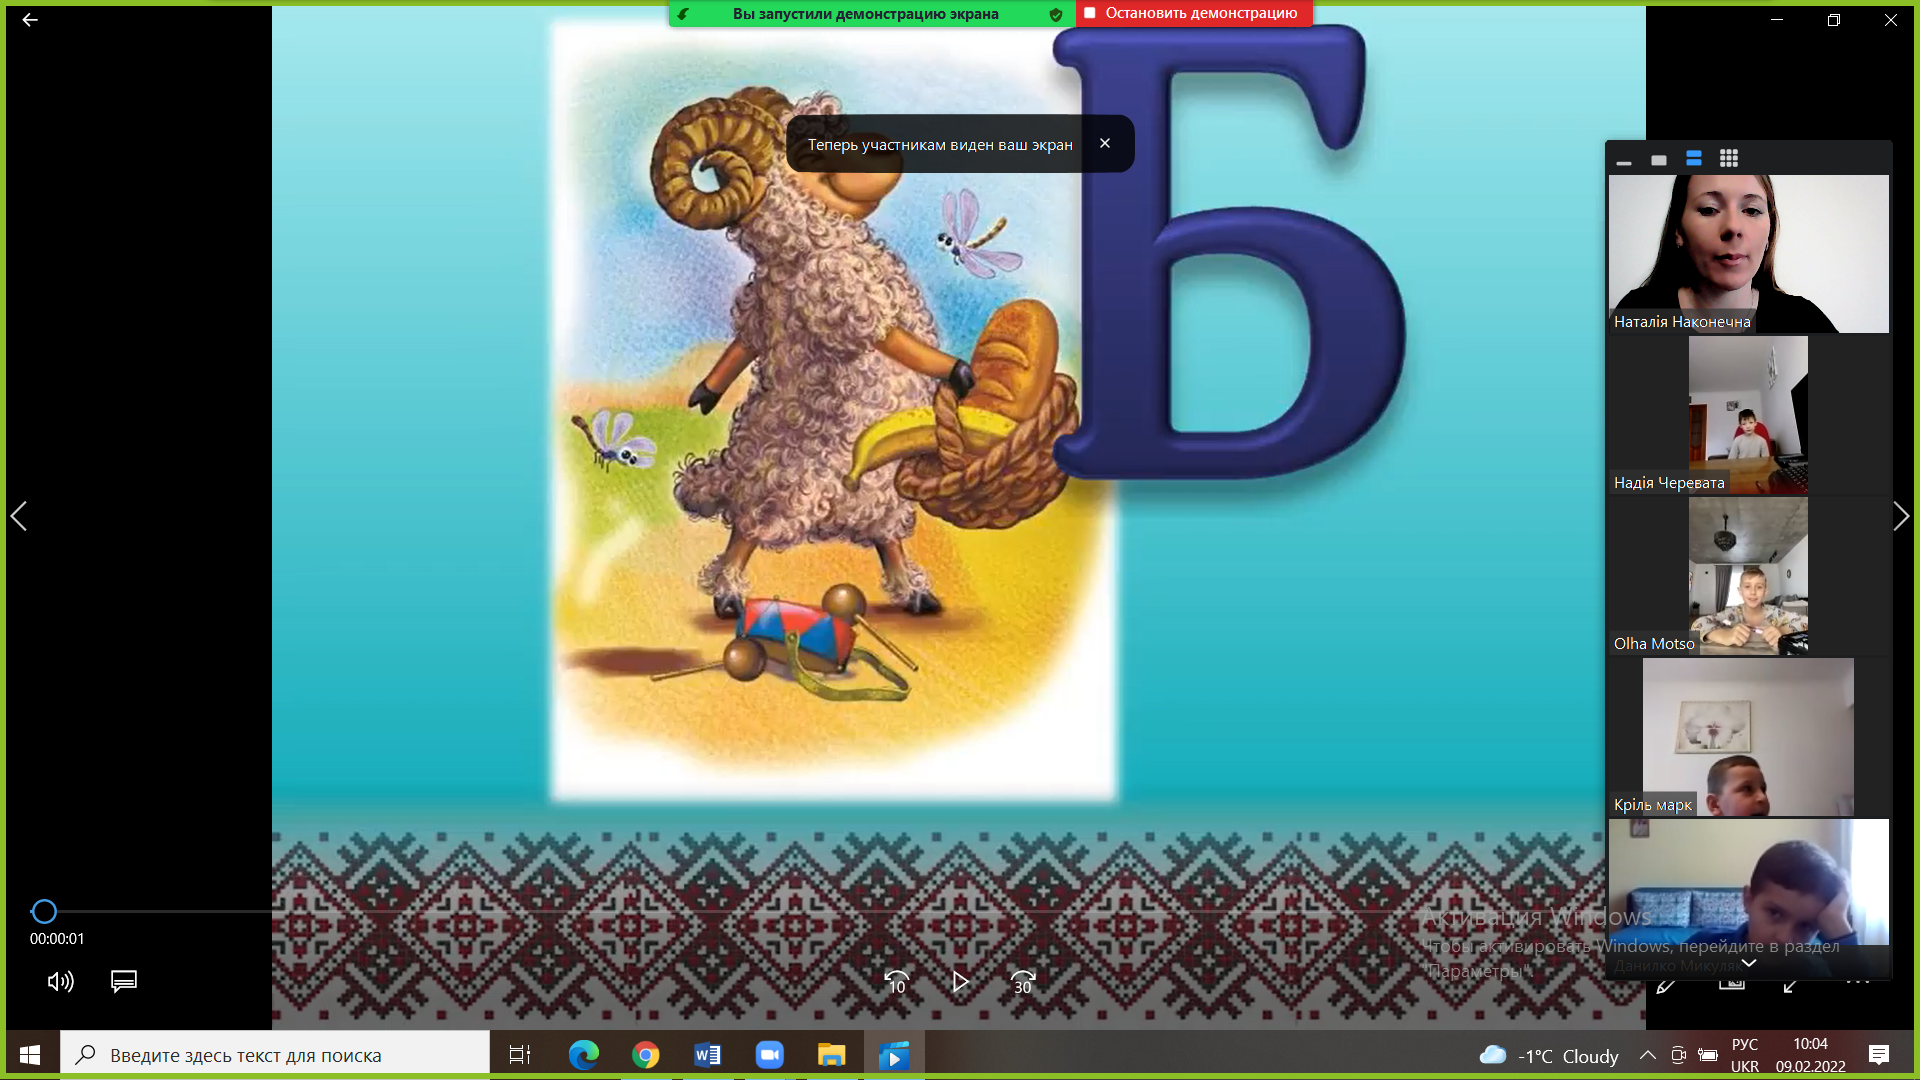 Вы запустили демонстрацию экрана
Остановить демонстрацию
Б
Теперь участникам виден ваш экран
Наталія Наконечна
Надія Черевата
Olha Motso
Кріль марк
Данилко Микуляк
Активация Windows
Чтобы активировать Windows, перейдите в раздел
"Параметры".
00:00:01
10
30
Введите здесь текст для поиска
-1°C Cloudy
РУС
UKR
10:04
09.02.2022